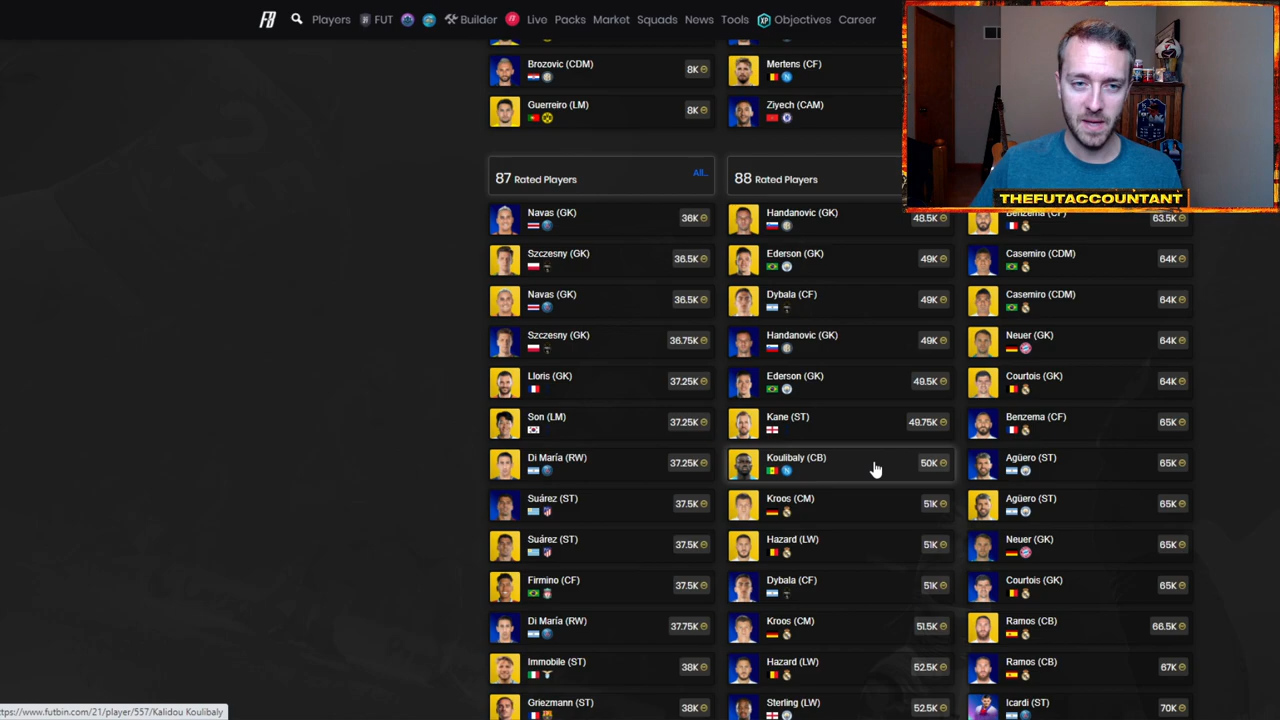 FB Players FUT Builder Live Packs Market Squads News Tools XP Objectives Career
THEFUTACCOUNTANT
Brozovic (CDM) 8K
Guerreiro (LM) 8K
Mertens (CF)
Ziyech (CAM)
87 Rated Players All..
Navas (GK) 36K
Szczesny (GK) 36.5K
Navas (GK) 36.5K
Szczesny (GK) 36.75K
Lloris (GK) 37.25K
Son (LM) 37.25K
Di María (RW) 37.25K
Suárez (ST) 37.5K
Suárez (ST) 37.5K
Firmino (CF) 37.5K
Di María (RW) 37.75K
Immobile (ST) 38K
Griezmann (ST) 38K
88 Rated Players
Handanovic (GK) 48.5K
Ederson (GK) 49K
Dybala (CF) 49K
Handanovic (GK) 49K
Ederson (GK) 49.5K
Kane (ST) 49.75K
Koulibaly (CB) 50K
Kroos (CM) 51K
Hazard (LW) 51K
Dybala (CF) 51K
Kroos (CM) 51.5K
Hazard (LW) 52.5K
Sterling (LW) 52.5K
Benzema (CF) 63.5K
Casemiro (CDM) 64K
Casemiro (CDM) 64K
Neuer (GK) 64K
Courtois (GK) 64K
Benzema (CF) 65K
Agüero (ST) 65K
Agüero (ST) 65K
Neuer (GK) 65K
Courtois (GK) 65K
Ramos (CB) 66.5K
Ramos (CB) 67K
Icardi (ST) 70K
ttps://www.futbin.com/21/player/557/Kalidou Koulibaly